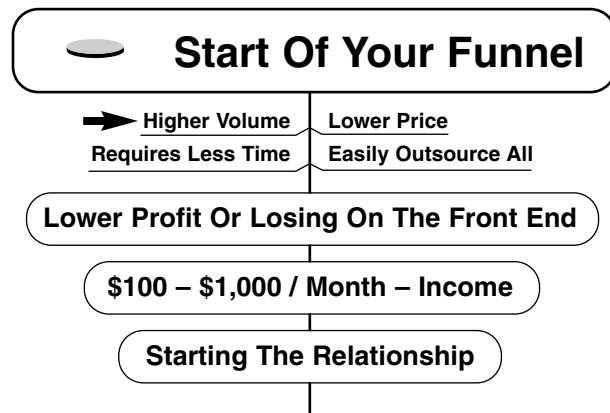 Start Of Your Funnel
Higher Volume Lower Price
Requires Less Time Easily Outsource All
Lower Profit Or Losing On The Front End
$100 – $1,000 / Month – Income
Starting The Relationship